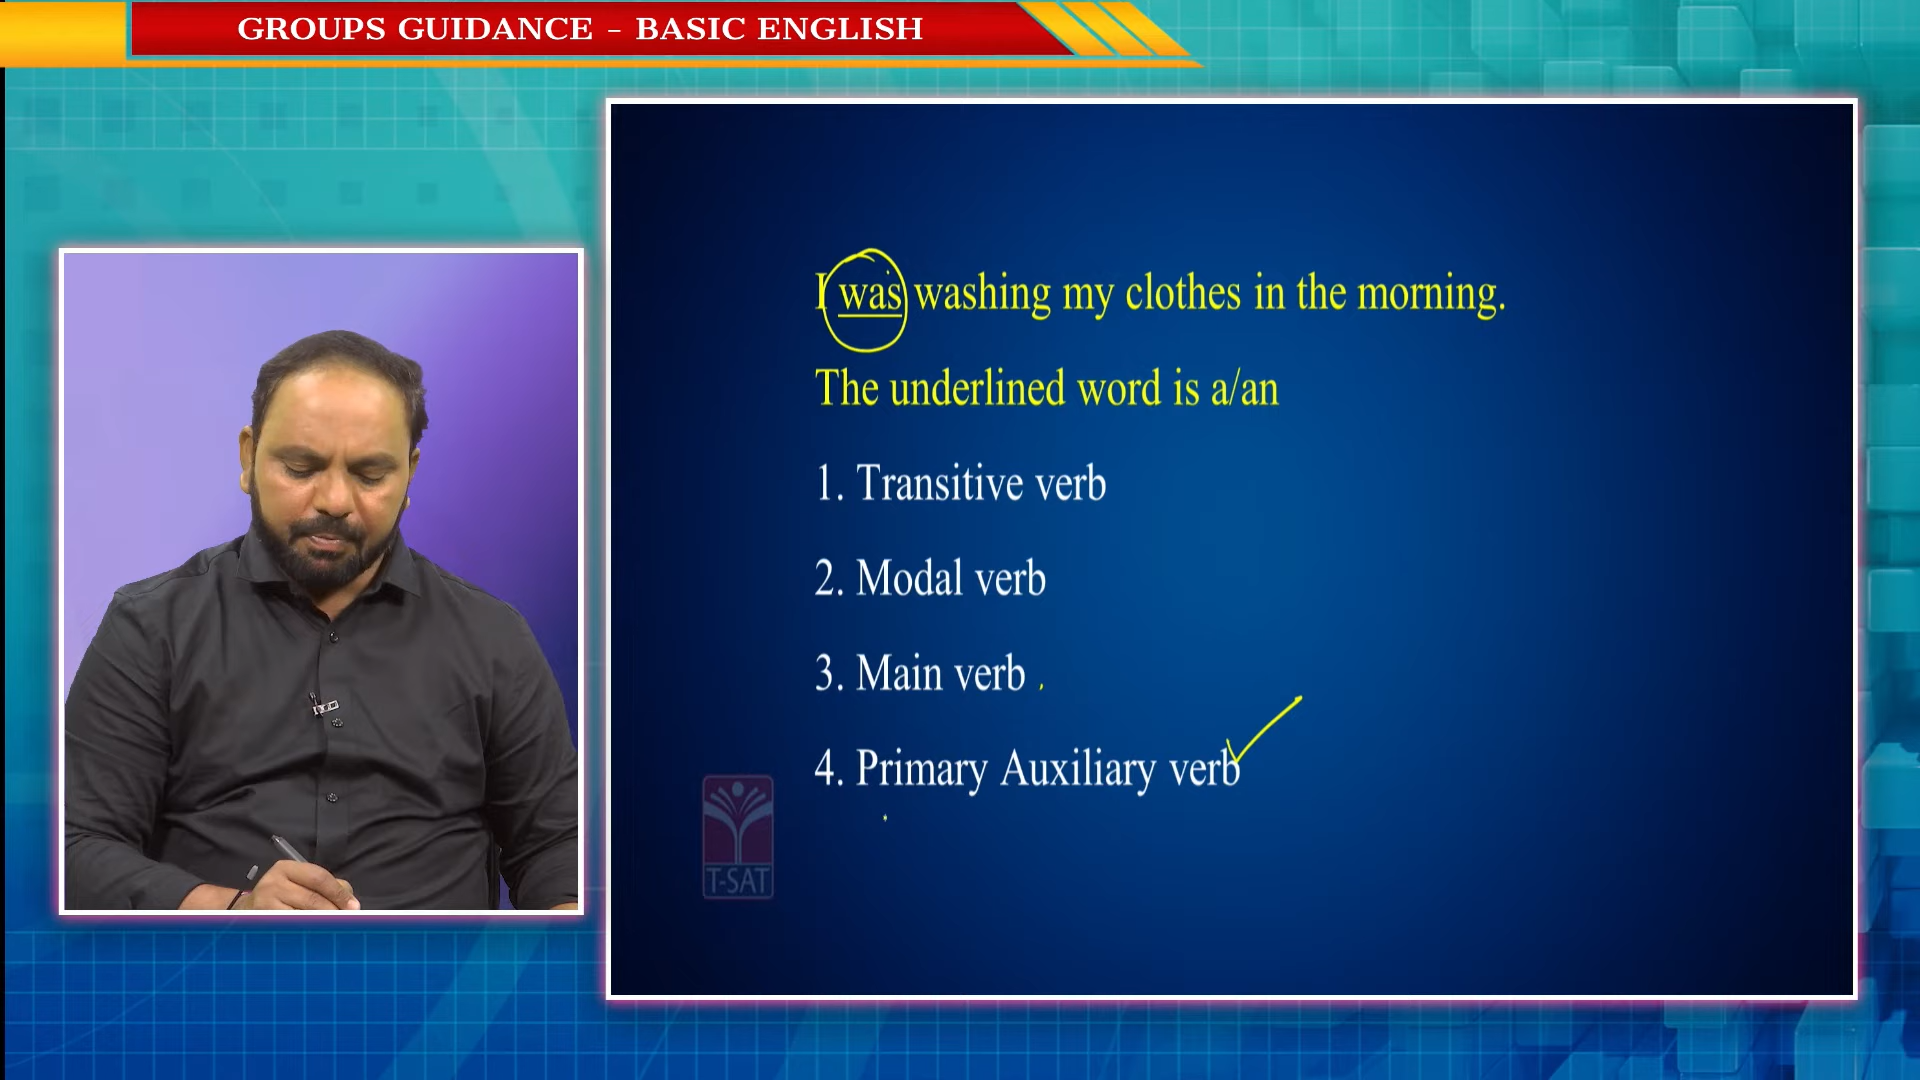 GROUPS GUIDANCE - BASIC ENGLISH
I was washing my clothes in the morning.
The underlined word is a/an
1. Transitive verb
2. Modal verb
3. Main verb
4. Primary Auxiliary verb
T-SAT